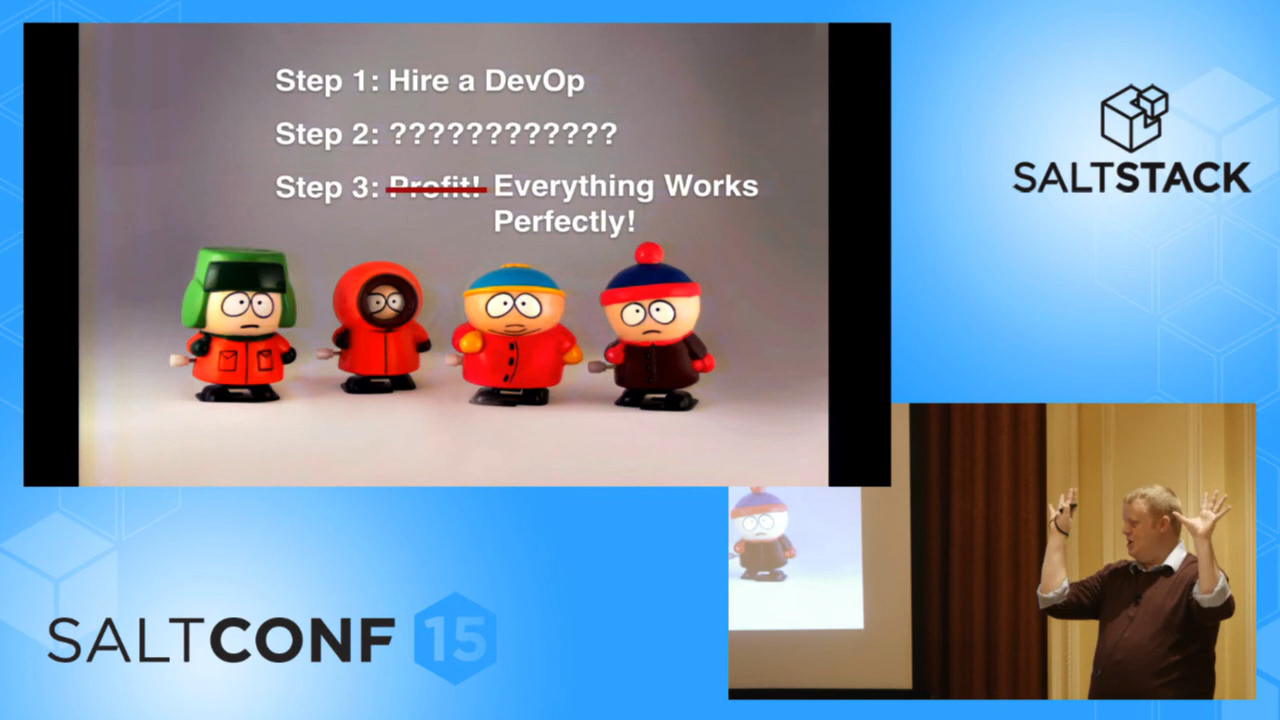 Step 1: Hire a DevOp
Step 2: ????????????
Step 3: Profit! Everything Works
Perfectly!
SALTSTACK
SALTCONF 15